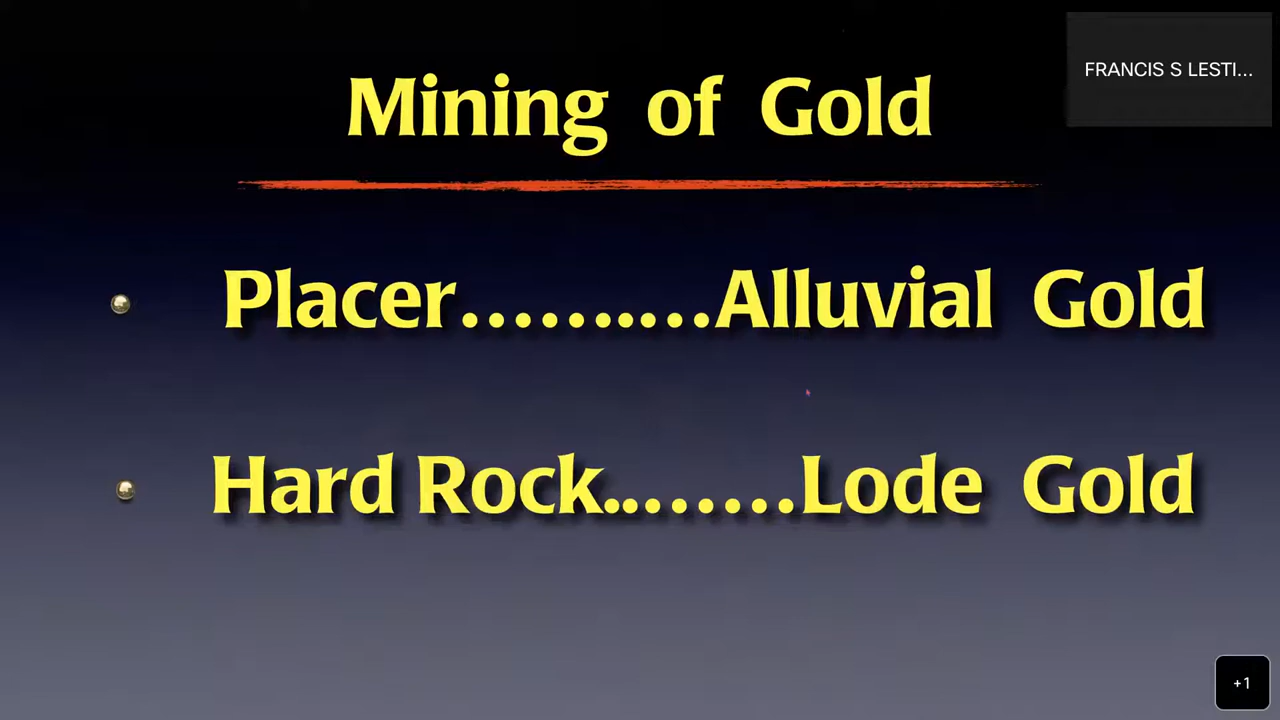 FRANCIS S LESTI...
Mining of Gold
Placer............Alluvial Gold
Hard Rock.........Lode Gold
+1